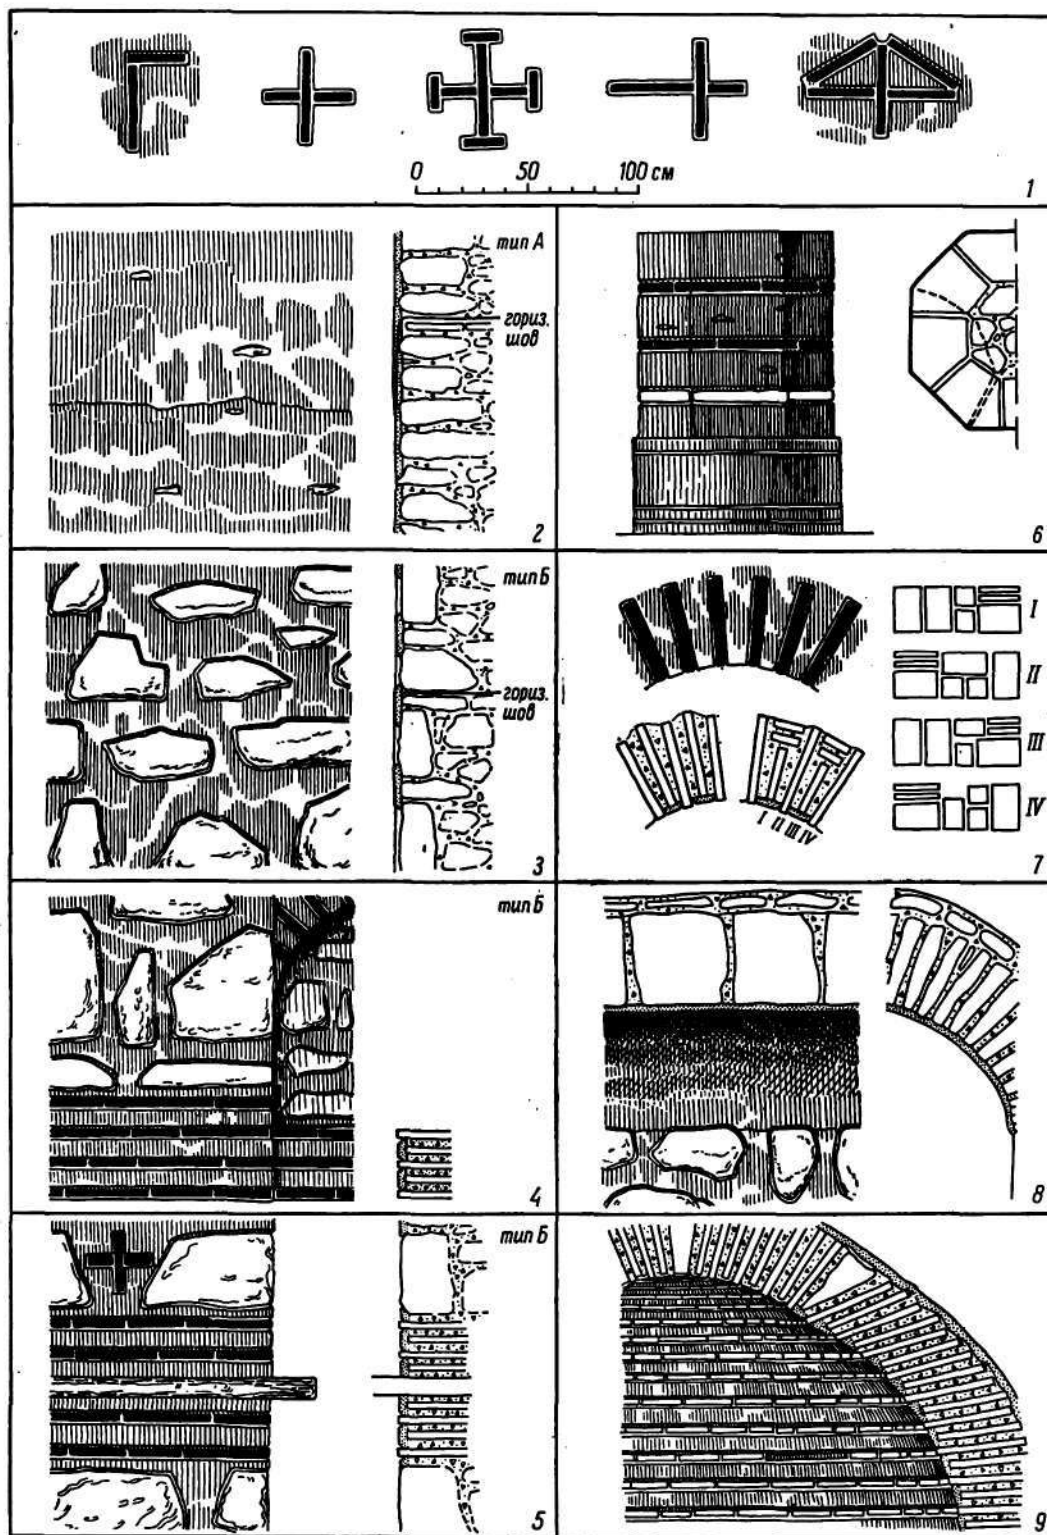 0 50 100 см
1
тип А
гориз.
шов
2
6
тип Б
гориз.
шов
3
I
II
III
IV
I II III IV
7
тип Б
4
8
тип Б
5
9